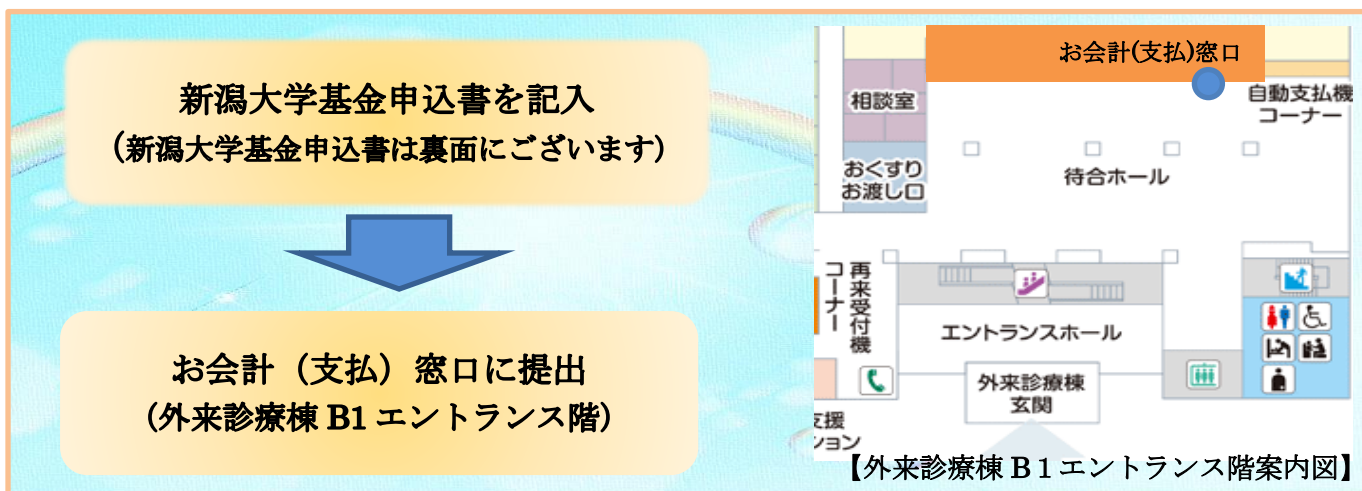 新潟大学基金申込書を記入
（新潟大学基金申込書は裏面にございます）
お会計（支払）窓口に提出
（外来診療棟 B1 エントランス階）
お会計(支払)窓口
相談室
自動支払機
コーナー
おくすり
お渡し口
待合ホール
再来受付機
コーナー
エントランスホール
外来診療棟
玄関
支援
ション
【外来診療棟 B１エントランス階案内図】